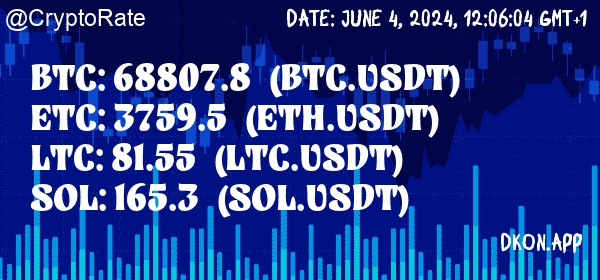 @CryptoRate
DATE: JUNE 4, 2024, 12:06:04 GMT+1
BTC: 68807.8 (BTC.USDT)
ETC: 3759.5 (ETH.USDT)
LTC: 81.55 (LTC.USDT)
SOL: 165.3 (SOL.USDT)
DKON.APP